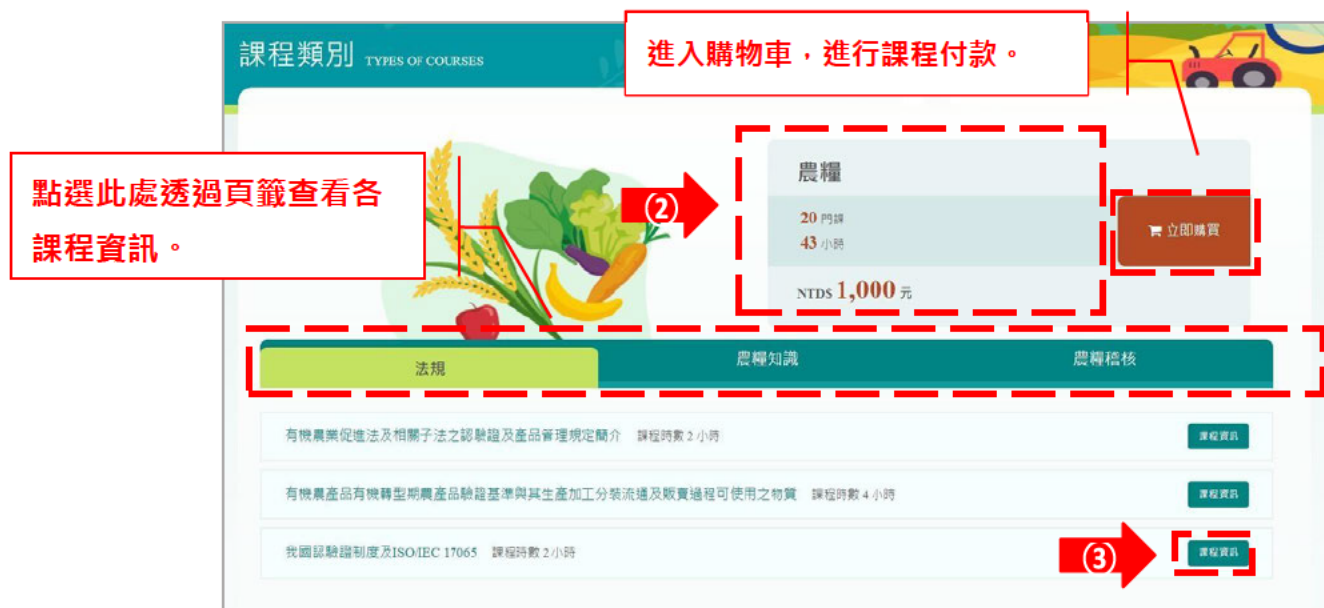 課程類別 TYPES OF COURSES
進入購物車，進行課程付款。
點選此處透過頁籤查看各
課程資訊。
(2)
農糧
20 門課
43 小時
NTD$ 1,000 元
立即購買
法規
農糧知識
農糧稽核
有機農業促進法及相關子法之認驗證及產品管理規定簡介 課程時數 2 小時
課程資訊
有機農產品有機轉型期農產品驗證基準與其生產加工分裝流通及販賣過程可使用之物質 課程時數 4 小時
課程資訊
我國認驗證制度及ISO/IEC 17065 課程時數 2 小時
(3)
課程資訊